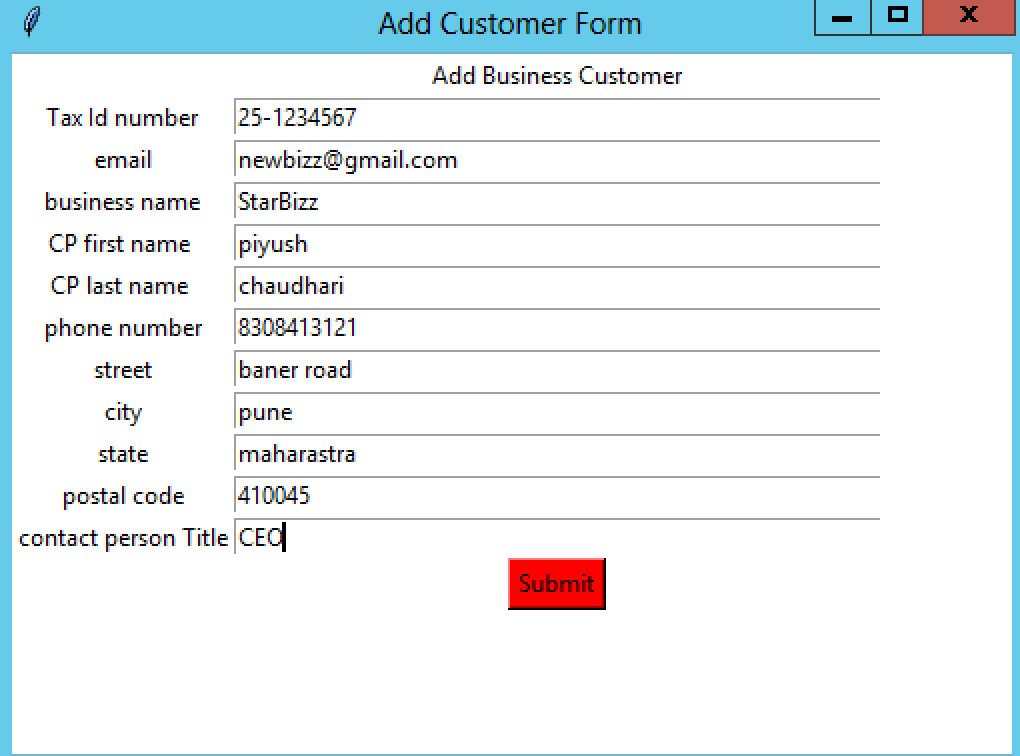 Add Customer Form
Add Business Customer
Tax Id number 25-1234567
email newbizz@gmail.com
business name StarBizz
CP first name piyush
CP last name chaudhari
phone number 8308413121
street baner road
city pune
state maharastra
postal code 410045
contact person Title CEO
Submit